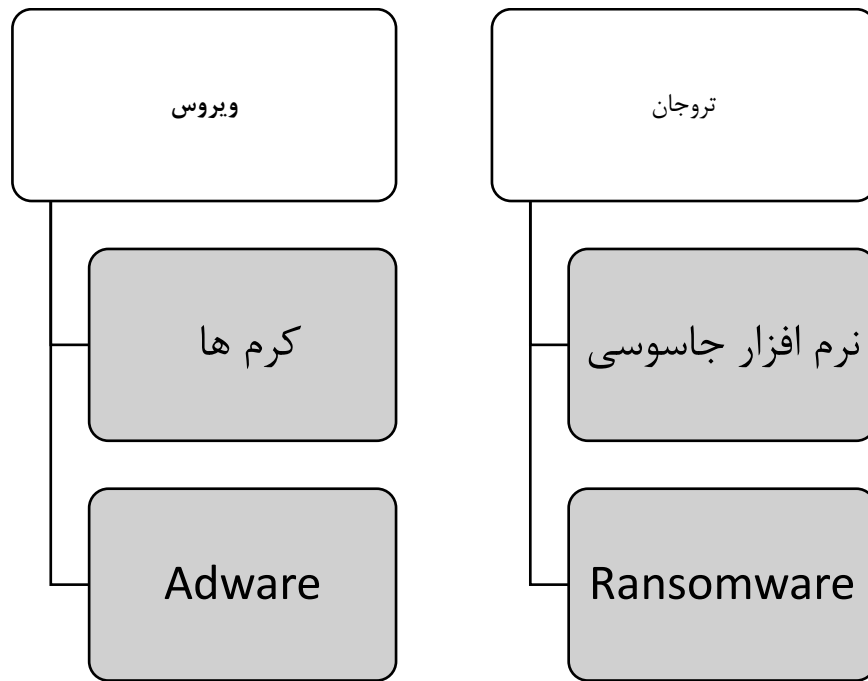 ویروس
کرم ها
Adware
تروجان
نرم افزار جاسوسی
Ransomware